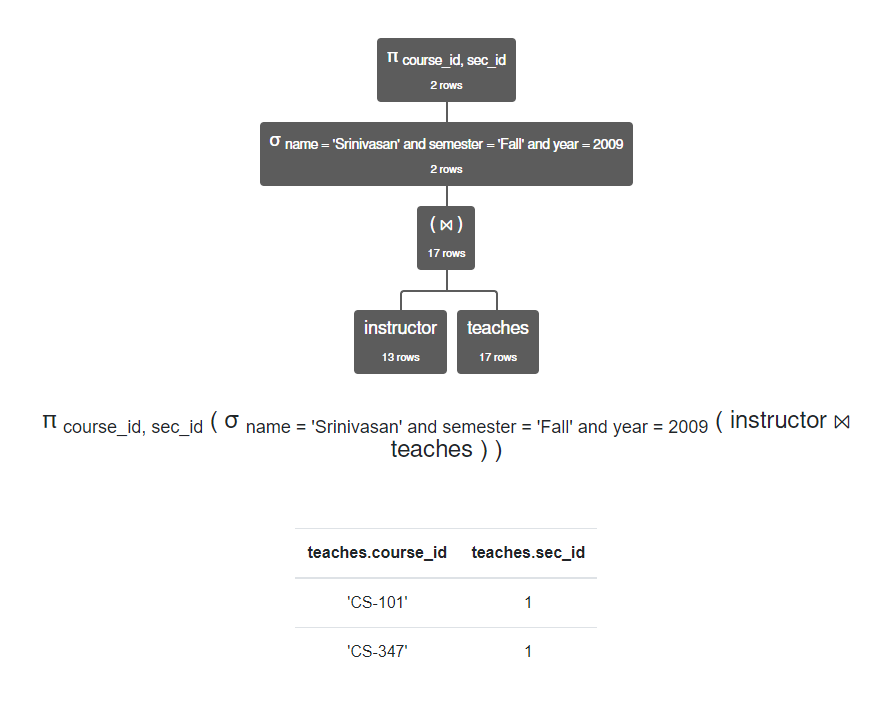 π course_id, sec_id
2 rows
σ name = 'Srinivasan' and semester = 'Fall' and year = 2009
2 rows
( ⋈ )
17 rows
instructor
13 rows
teaches
17 rows
π course_id, sec_id ( σ name = 'Srinivasan' and semester = 'Fall' and year = 2009 ( instructor ⋈
teaches ) )
teaches.course_id teaches.sec_id
'CS-101' 1
'CS-347' 1